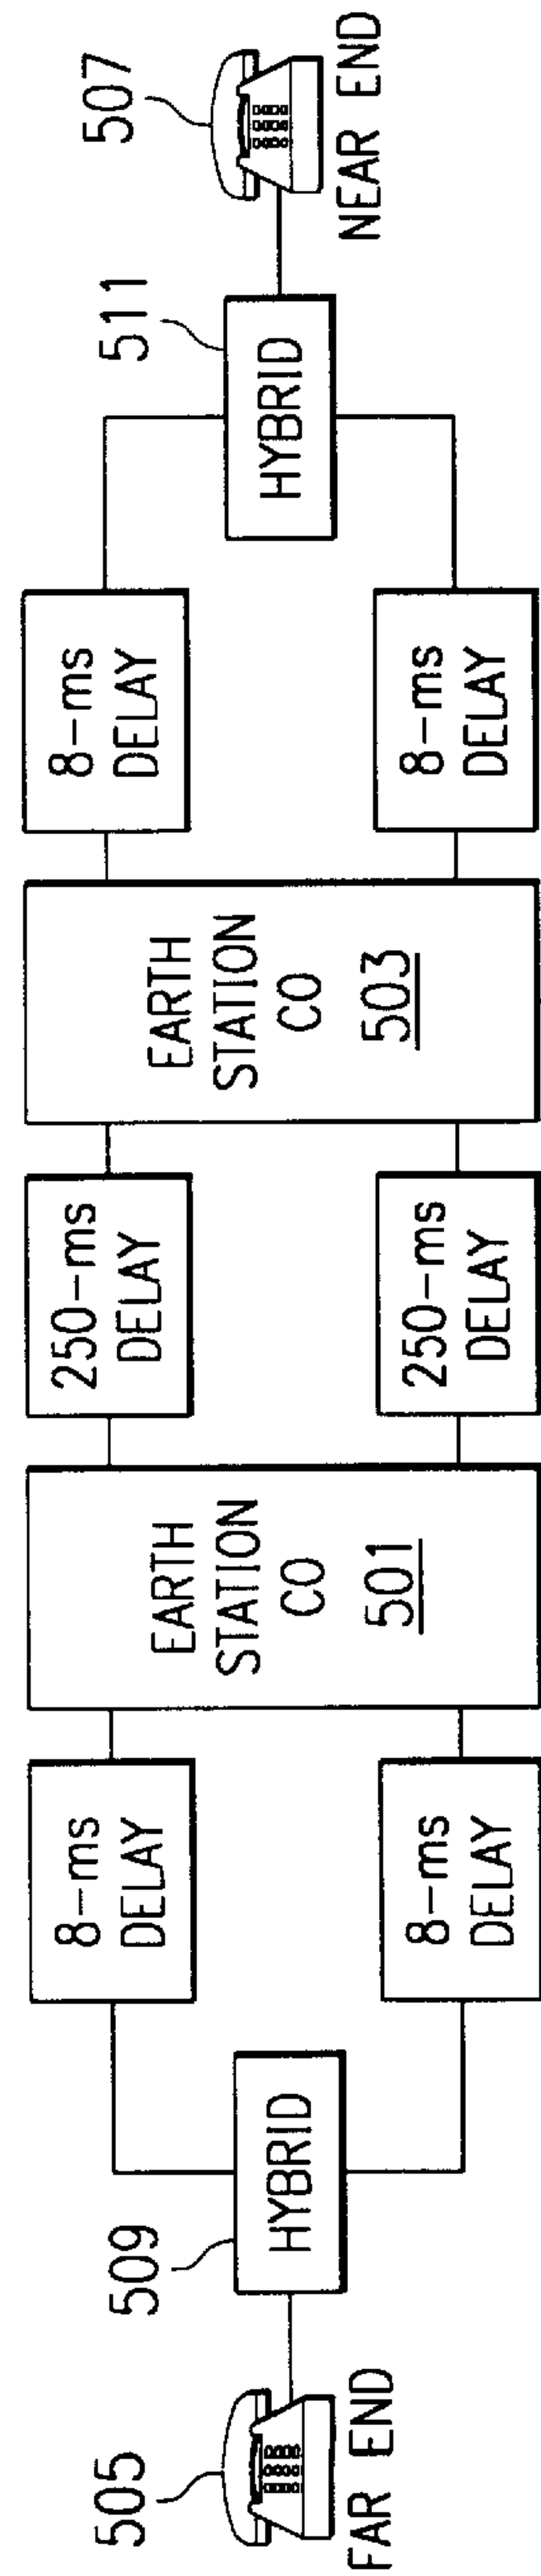 505
FAR END
509
HYBRID
8-ms
DELAY
8-ms
DELAY
EARTH
STATION
CO
501
250-ms
DELAY
250-ms
DELAY
EARTH
STATION
CO
503
8-ms
DELAY
8-ms
DELAY
511
HYBRID
507
NEAR END